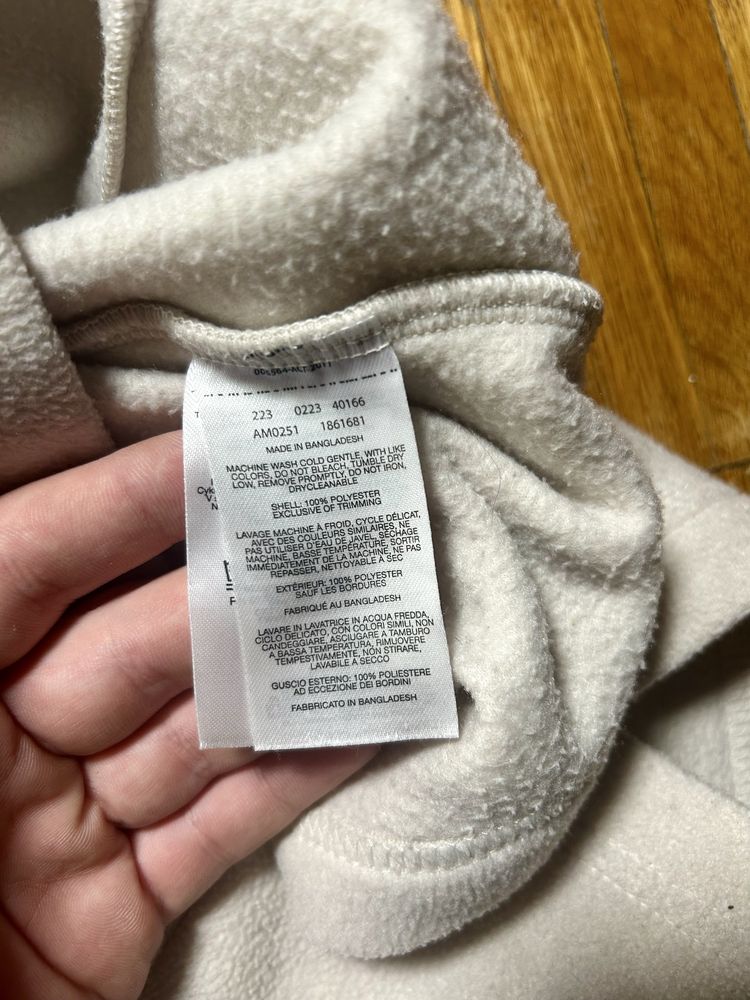 223 0223 40166
AM0251 1861681
MADE IN BANGLADESH
MACHINE WASH COLD GENTLE, WITH LIKE
COLORS, DO NOT BLEACH, TUMBLE DRY
LOW, REMOVE PROMPTLY, DO NOT IRON,
DRYCLEANABLE
SHELL: 100% POLYESTER
EXCLUSIVE OF TRIMMING
LAVAGE MACHINE À FROID, CYCLE DÉLICAT,
AVEC DES COULEURS SIMILAIRES, NE
PAS UTILISER D'EAU DE JAVEL, SÉCHAGE
MACHINE, BASSE TEMPÉRATURE, SORTIR
IMMÉDIATEMENT DE LA MACHINE, NE PAS
REPASSER, NETTOYABLE À SEC
EXTÉRIEUR: 100% POLYESTER
SAUF LES BORDURES
FABRIQUÉ AU BANGLADESH
LAVARE IN LAVATRICE IN ACQUA FREDDA,
CICLO DELICATO, CON COLORI SIMILI, NON
CANDEGGIARE, ASCIUGARE A TAMBURO
A BASSA TEMPERATURA, RIMUOVERE
TEMPESTIVAMENTE, NON STIRARE,
LAVABILE A SECCO
GUSCIO ESTERNO: 100% POLIESTERE
AD ECCEZIONE DEI BORDINI
FABBRICATO IN BANGLADESH